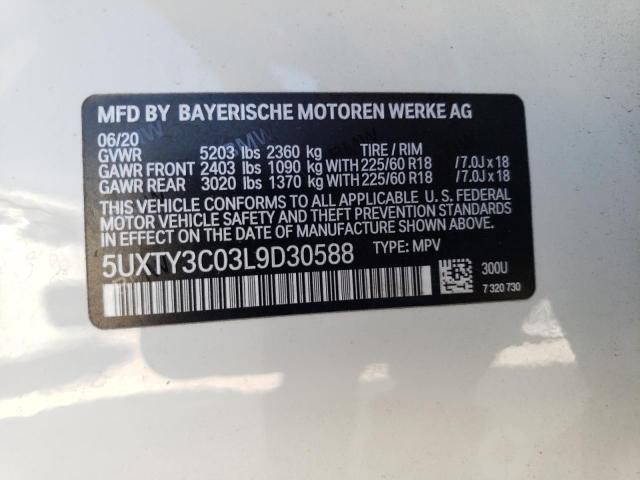 MFD BY BAYERISCHE MOTOREN WERKE AG
06/20
GVWR 5203 lbs 2360 kg TIRE / RIM
GAWR FRONT 2403 lbs 1090 kg WITH 225/60 R18 /7.0J x 18
GAWR REAR 3020 lbs 1370 kg WITH 225/60 R18 /7.0J x 18
THIS VEHICLE CONFORMS TO ALL APPLICABLE U. S. FEDERAL
MOTOR VEHICLE SAFETY AND THEFT PREVENTION
STANDARDS IN EFFECT ON THE DATE OF MANUFACTURE SHOWN ABOVE.
5UXTY3C03L9D30588 TYPE: MPV
300U
7 320 730